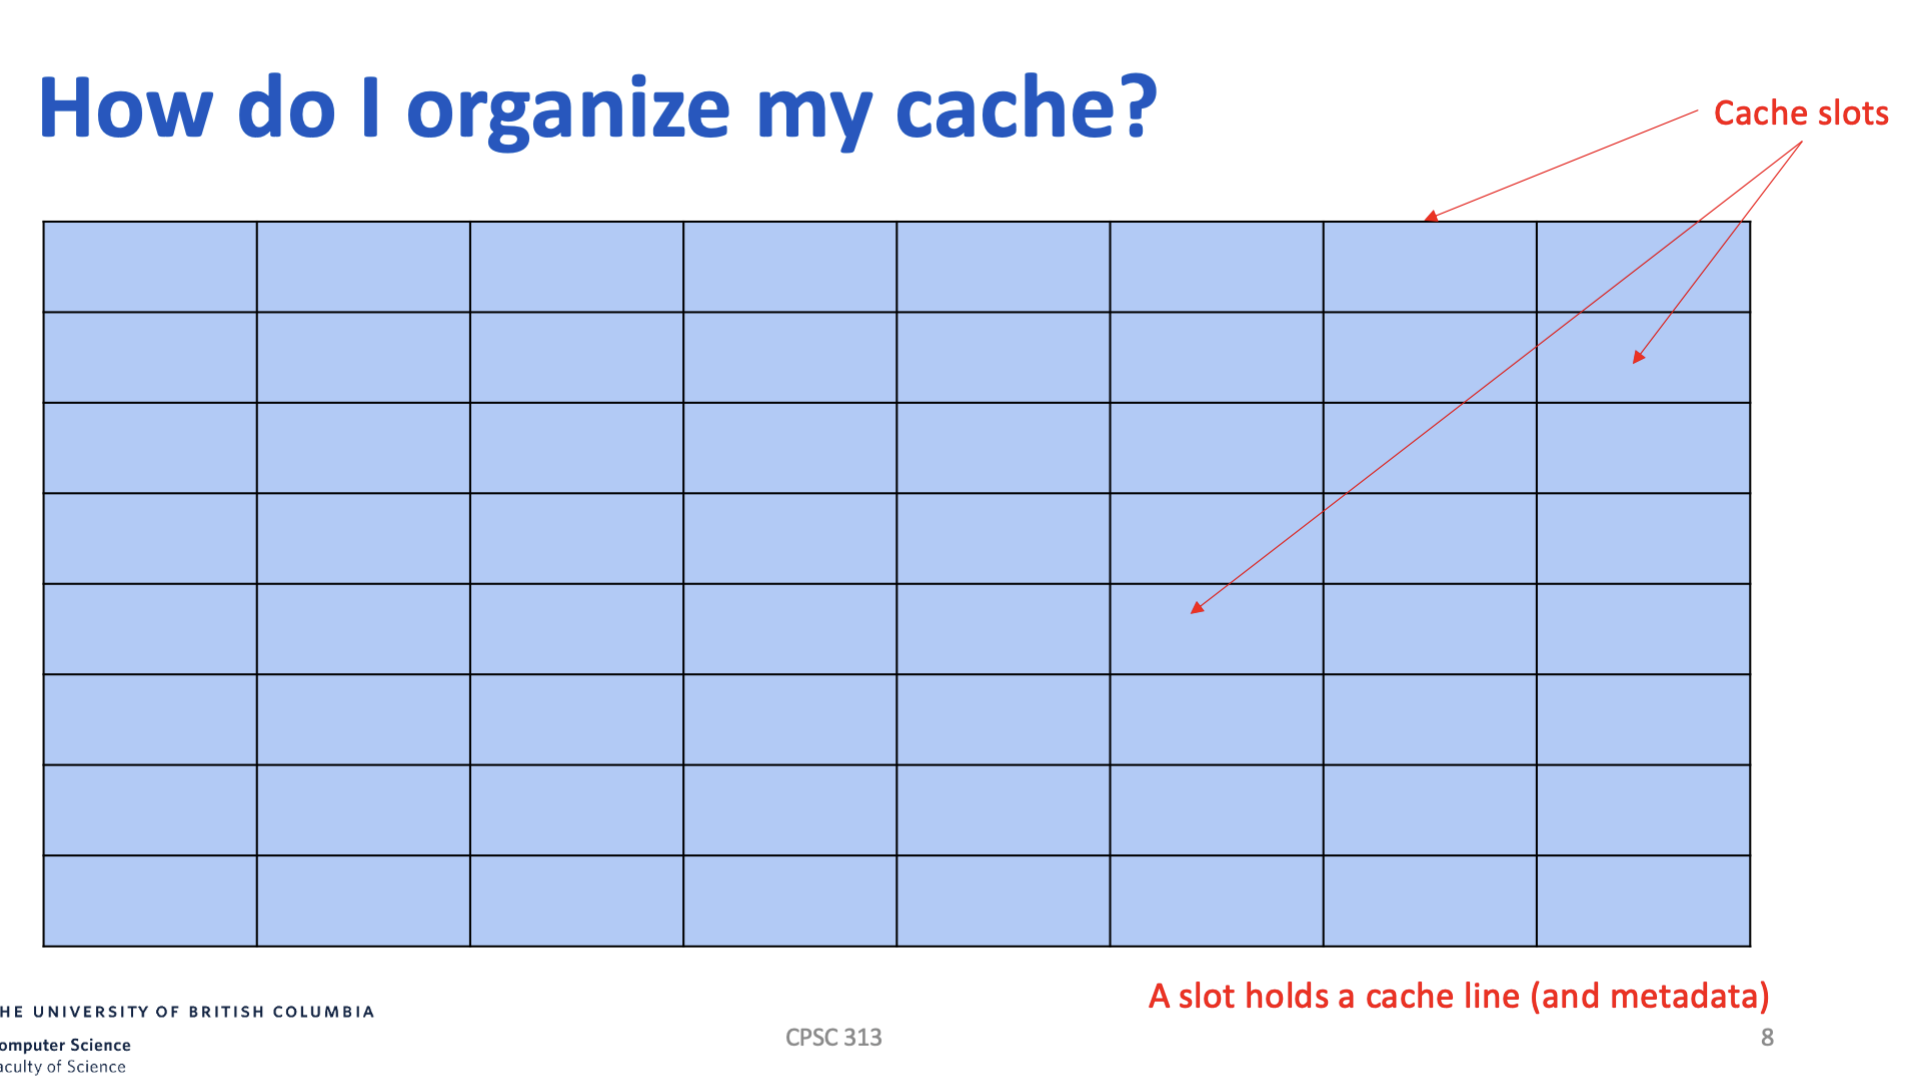 How do I organize my cache?
Cache slots
A slot holds a cache line (and metadata)
HE UNIVERSITY OF BRITISH COLUMBIA
omputer Science
aculty of Science
CPSC 313
8